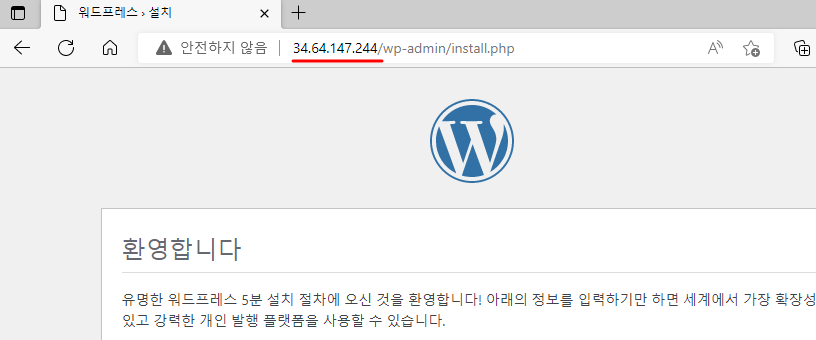 워드프레스 › 설치
안전하지 않음 34.64.147.244/wp-admin/install.php
환영합니다
유명한 워드프레스 5분 설치 절차에 오신 것을 환영합니다! 아래의 정보를 입력하기만 하면 세계에서 가장 확장성
있고 강력한 개인 발행 플랫폼을 사용할 수 있습니다.